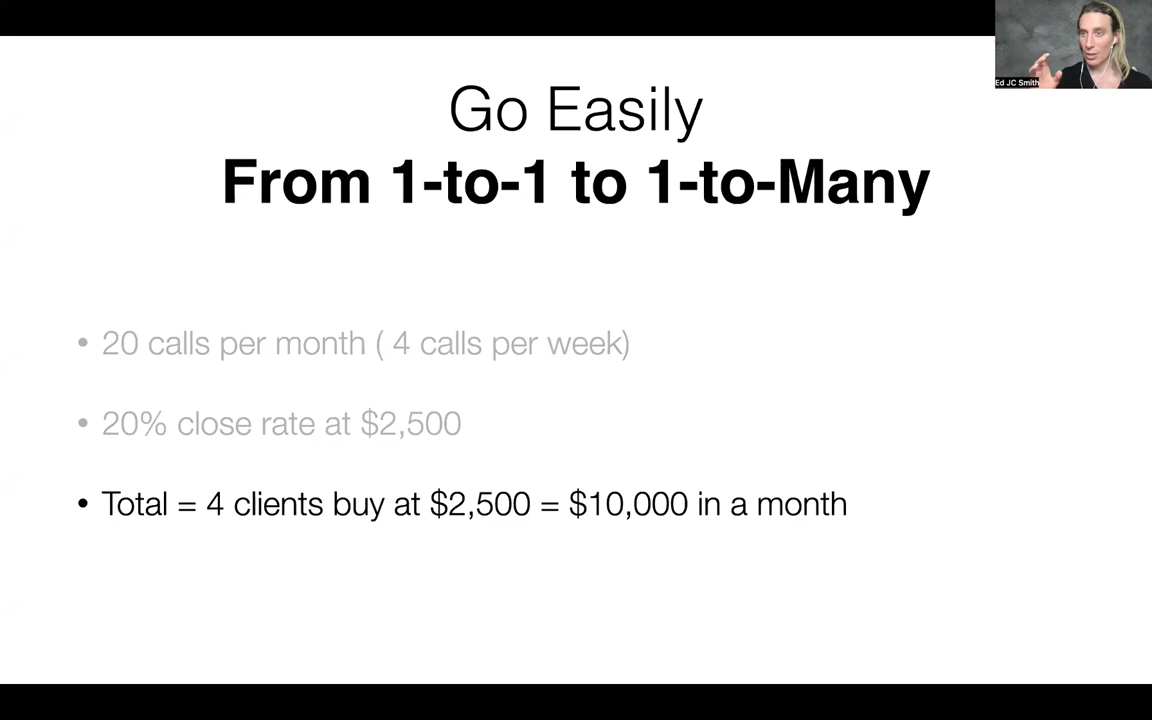 Ed JC Smith
Go Easily
From 1-to-1 to 1-to-Many
• 20 calls per month ( 4 calls per week)
• 20% close rate at $2,500
• Total = 4 clients buy at $2,500 = $10,000 in a month